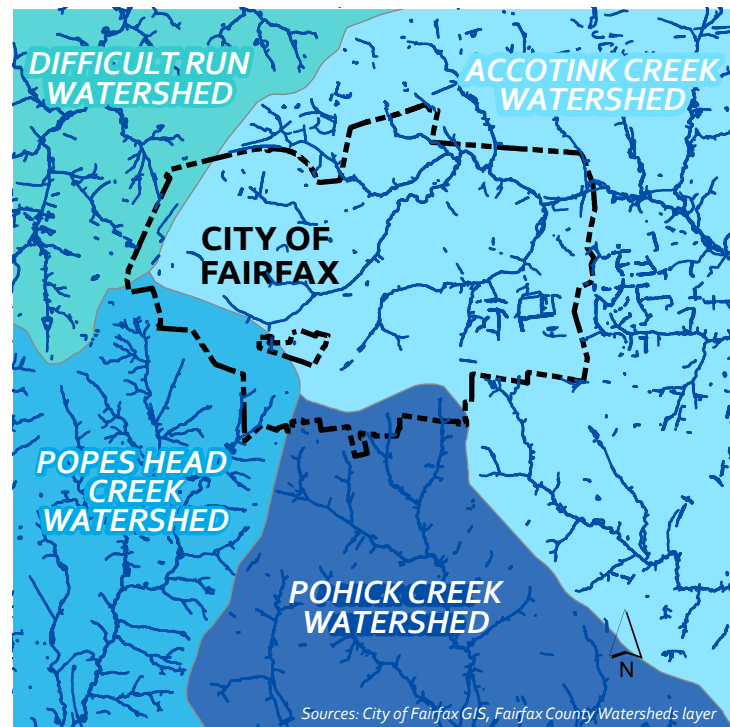 DIFFICULT RUN
WATERSHED
ACCOTINK CREEK
WATERSHED
CITY OF
FAIRFAX
POPES HEAD
CREEK
WATERSHED
POHICK CREEK
WATERSHED
N
Sources: City of Fairfax GIS, Fairfax County Watersheds layer